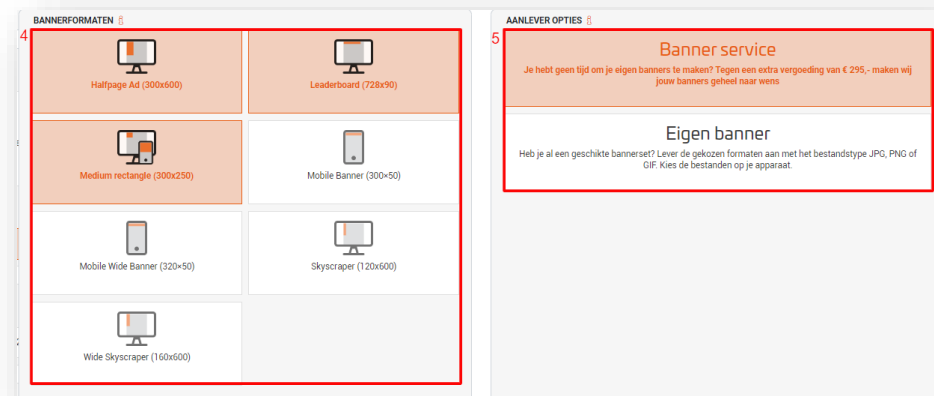 BANNERFORMATEN
4
Halfpage Ad (300x600)
Leaderboard (728x90)
Medium rectangle (300x250)
Mobile Banner (300×50)
Mobile Wide Banner (320×50)
Skyscraper (120x600)
Wide Skyscraper (160x600)
AANLEVER OPTIES
5
Banner service
Je hebt geen tijd om je eigen banners te maken? Tegen een extra vergoeding van € 295,- maken wij
jouw banners geheel naar wens
Eigen banner
Heb je al een geschikte bannerset? Lever de gekozen formaten aan met het bestandstype JPG, PNG of
GIF. Kies de bestanden op je apparaat.